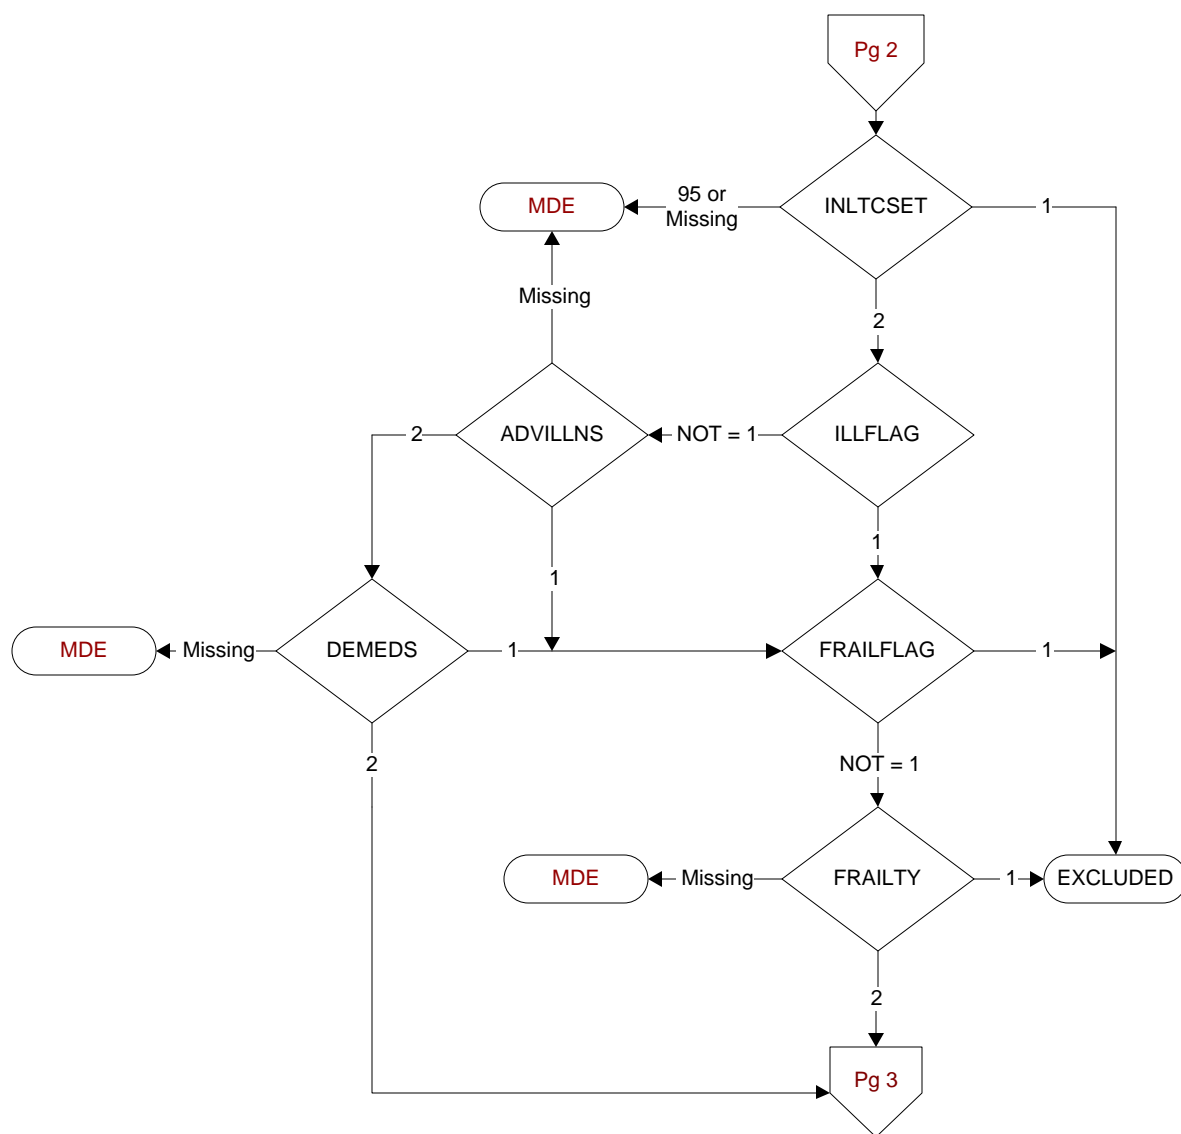 Pg 2
MDE
95 or
Missing
INLTCSET
1
Missing
2
2
ADVILLNS
NOT = 1
ILLFLAG
1
1
MDE
Missing
DEMEDS
1
FRAILFLAG
1
2
NOT = 1
MDE
Missing
FRAILTY
1
EXCLUDED
2
Pg 3